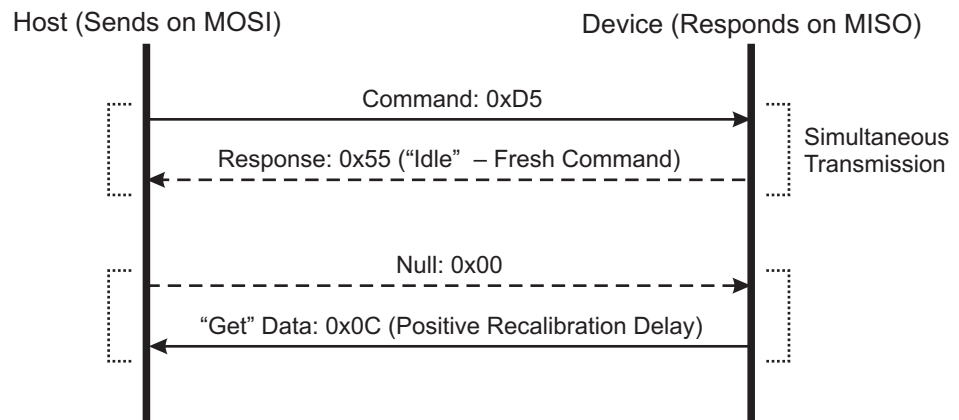 Host (Sends on MOSI)
Device (Responds on MISO)
Command: 0xD5
Response: 0x55 (“Idle” – Fresh Command)
Simultaneous
Transmission
Null: 0x00
“Get” Data: 0x0C (Positive Recalibration Delay)